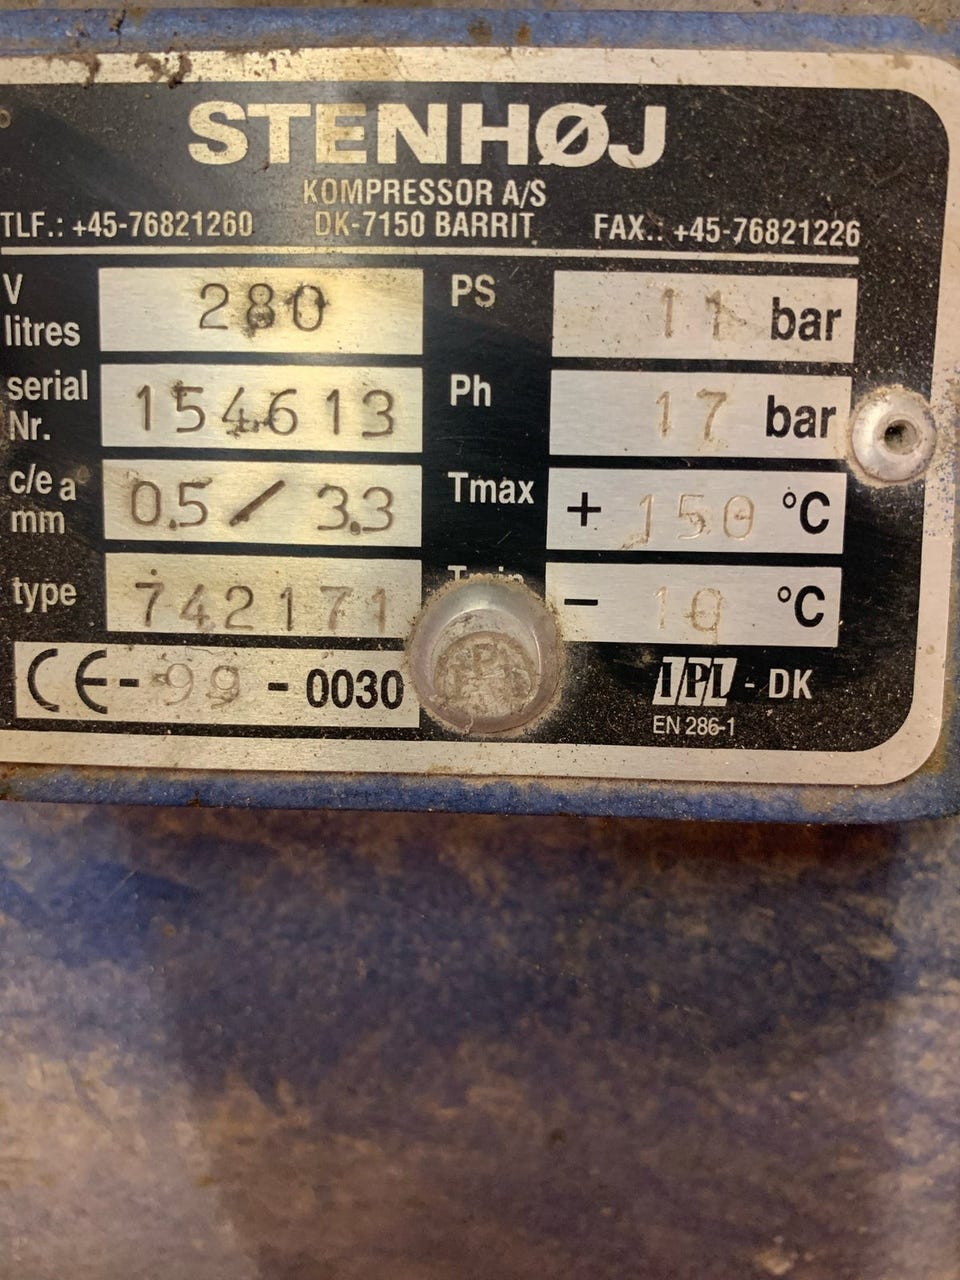 STENHØJ
KOMPRESSOR A/S
TLF.: +45-76821260 DK-7150 BARRIT FAX.: +45-76821226
V litres 280 PS 11 bar
serial Nr. 154613 Ph 17 bar
c/e a mm 0.5 / 3.3 Tmax + 150 °C
type 742171 Tmin - 10 °C
CE - 99 - 0030 IPL - DK
EN 286-1